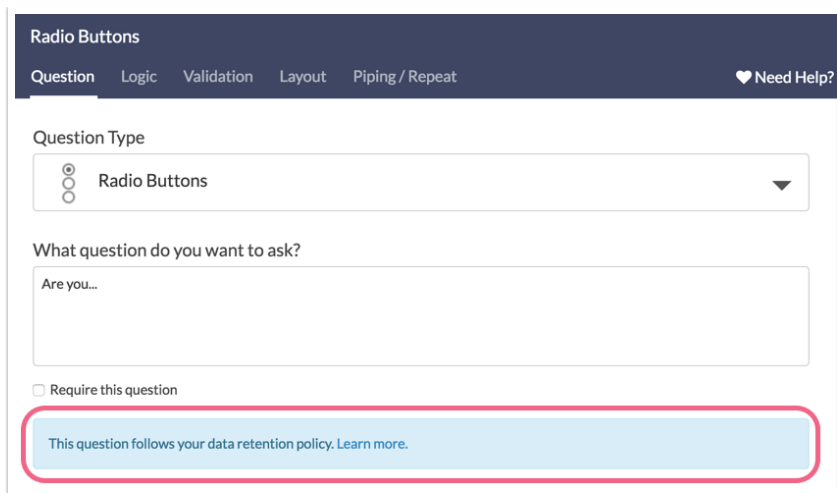 Radio Buttons
Question Logic Validation Layout Piping / Repeat Need Help?
Question Type
Radio Buttons
What question do you want to ask?
Are you...
Require this question
This question follows your data retention policy. Learn more.